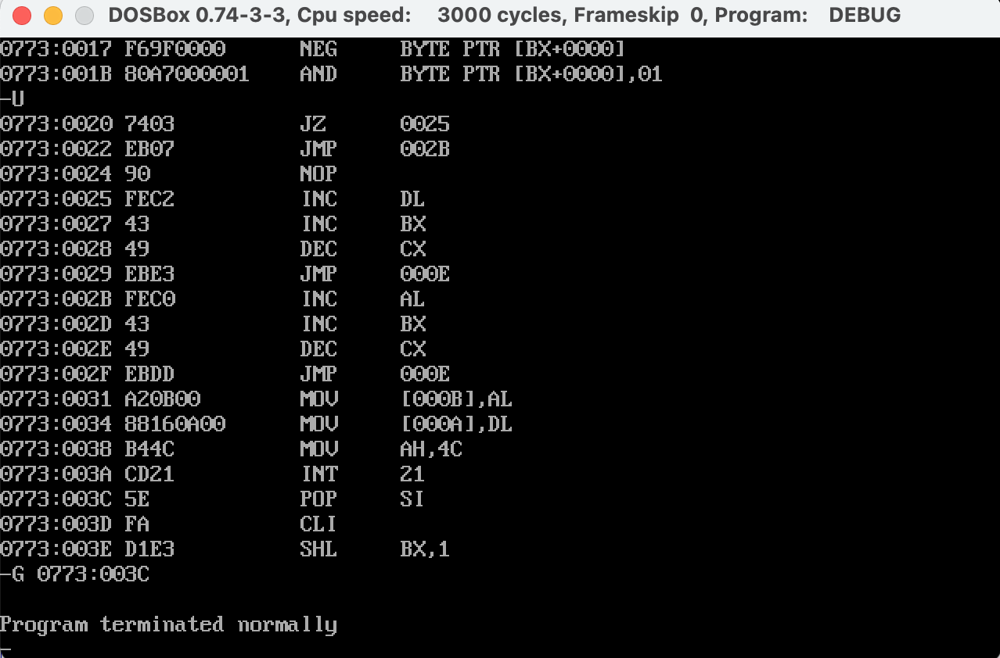 DOSBox 0.74-3-3, Cpu speed: 3000 cycles, Frameskip 0, Program: DEBUG
0773:0017 F69F0000 NEG BYTE PTR [BX+0000]
0773:001B 80A7000001 AND BYTE PTR [BX+0000],01
-U
0773:0020 7403 JZ 0025
0773:0022 EB07 JMP 002B
0773:0024 90 NOP
0773:0025 FEC2 INC DL
0773:0027 43 INC BX
0773:0028 49 DEC CX
0773:0029 EBE3 JMP 000E
0773:002B FEC0 INC AL
0773:002D 43 INC BX
0773:002E 49 DEC CX
0773:002F EBDD JMP 000E
0773:0031 A20B00 MOV [000B],AL
0773:0034 88160A00 MOV [000A],DL
0773:0038 B44C MOV AH,4C
0773:003A CD21 INT 21
0773:003C 5E POP SI
0773:003D FA CLI
0773:003E D1E3 SHL BX,1
-G 0773:003C
Program terminated normally
-